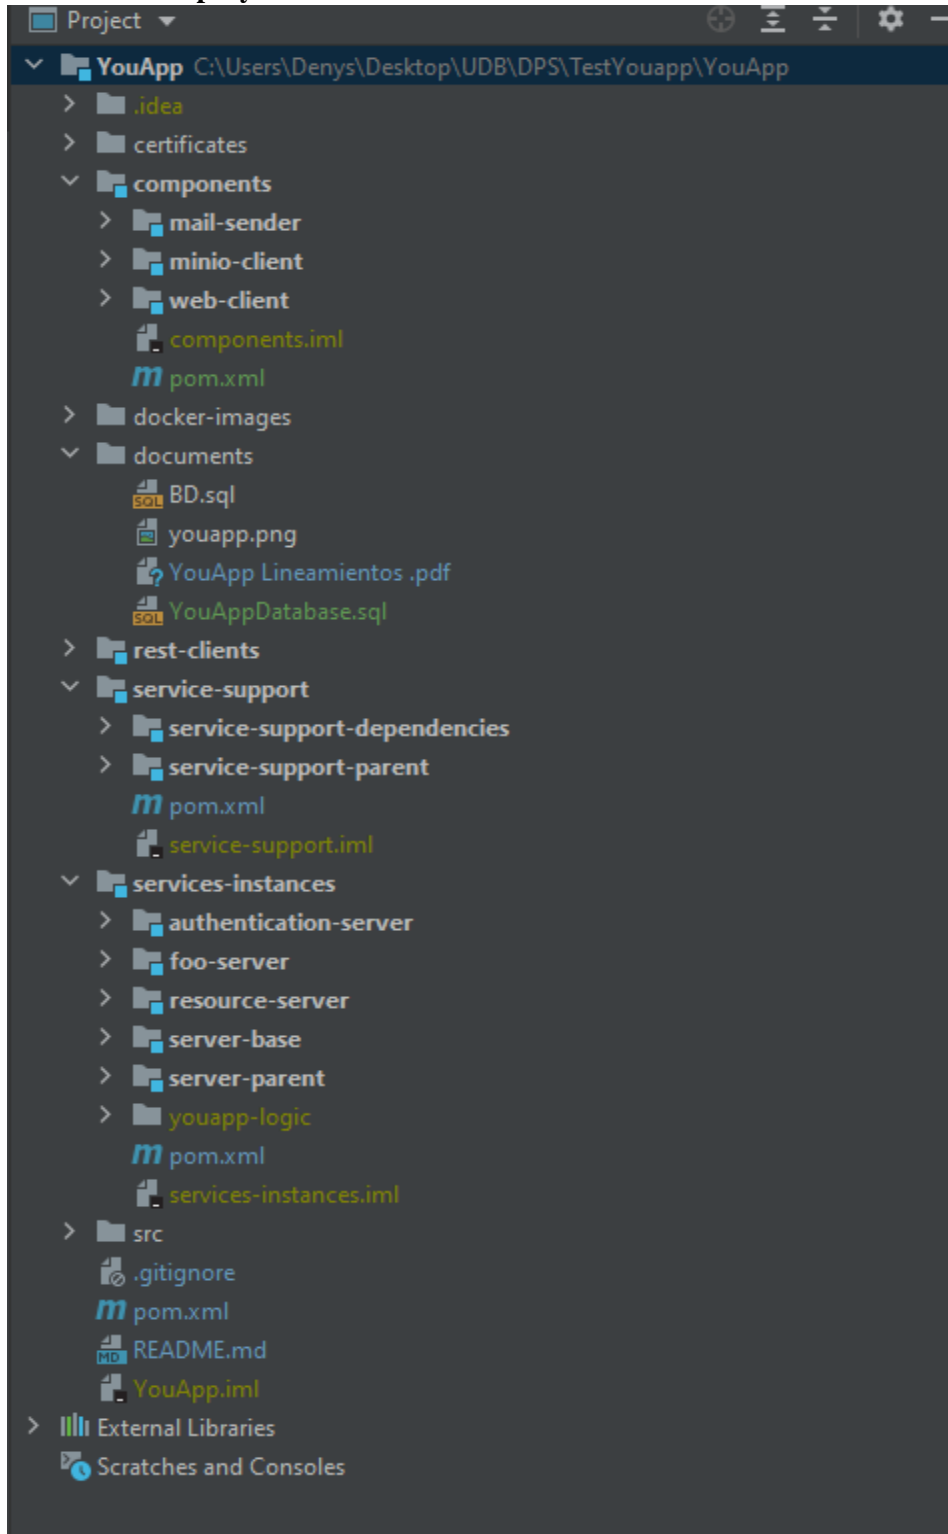 Project
YouApp C:\Users\Denys\Desktop\UDB\DPS\TestYouapp\YouApp
.idea
certificates
components
mail-sender
minio-client
web-client
components.iml
pom.xml
docker-images
documents
BD.sql
youapp.png
YouApp Lineamientos .pdf
YouAppDatabase.sql
rest-clients
service-support
service-support-dependencies
service-support-parent
pom.xml
service-support.iml
services-instances
authentication-server
foo-server
resource-server
server-base
server-parent
youapp-logic
pom.xml
services-instances.iml
src
.gitignore
pom.xml
README.md
YouApp.iml
External Libraries
Scratches and Consoles